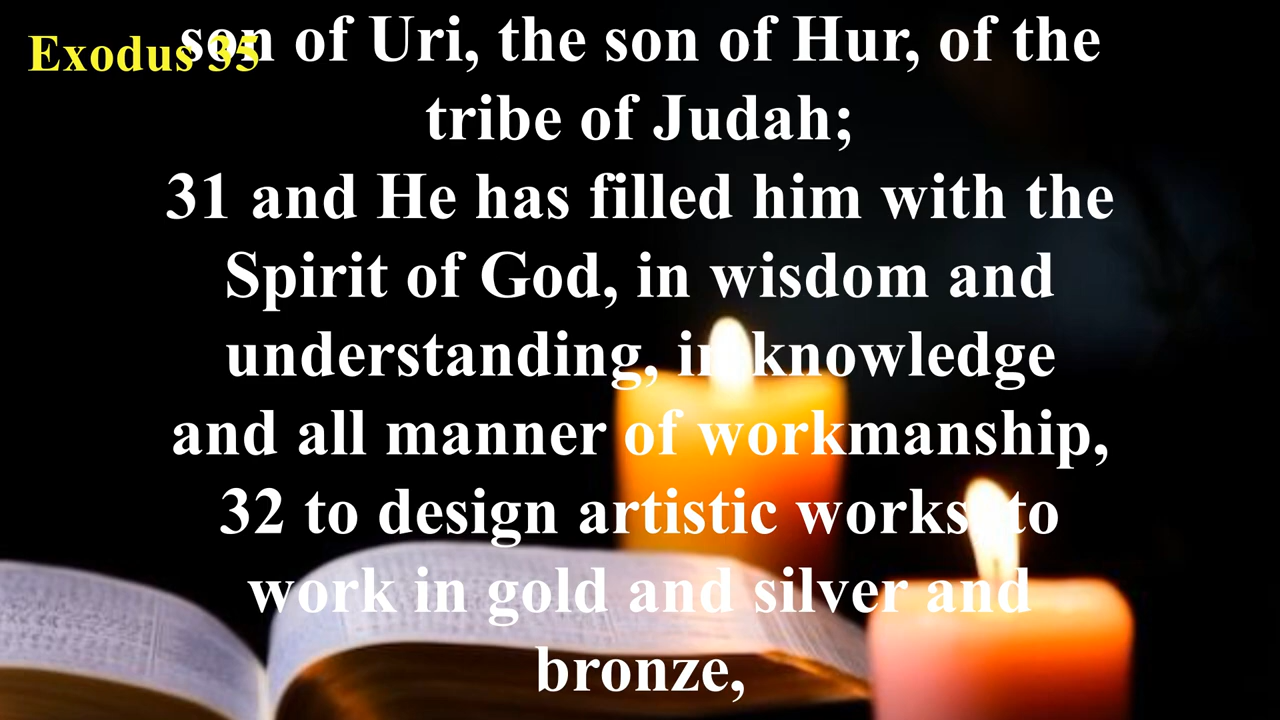 Exodus 35
son of Uri, the son of Hur, of the
tribe of Judah;
31 and He has filled him with the
Spirit of God, in wisdom and
understanding, in knowledge
and all manner of workmanship,
32 to design artistic works, to
work in gold and silver and
bronze,